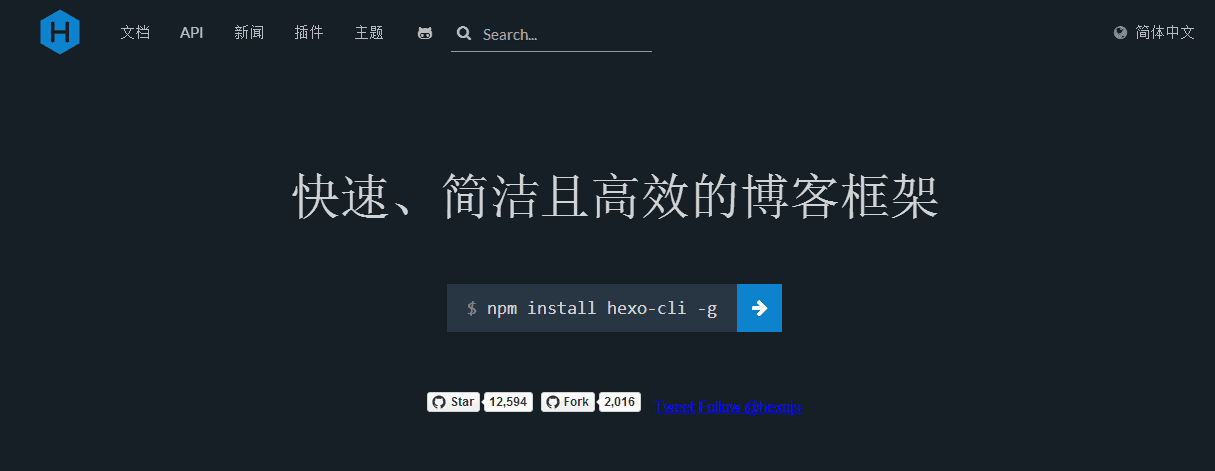 H 文档 API 新闻 插件 主题 Search... 简体中文
快速、简洁且高效的博客框架
$ npm install hexo-cli -g
Star 12,594 Fork 2,016 Tweet Follow @hexojs